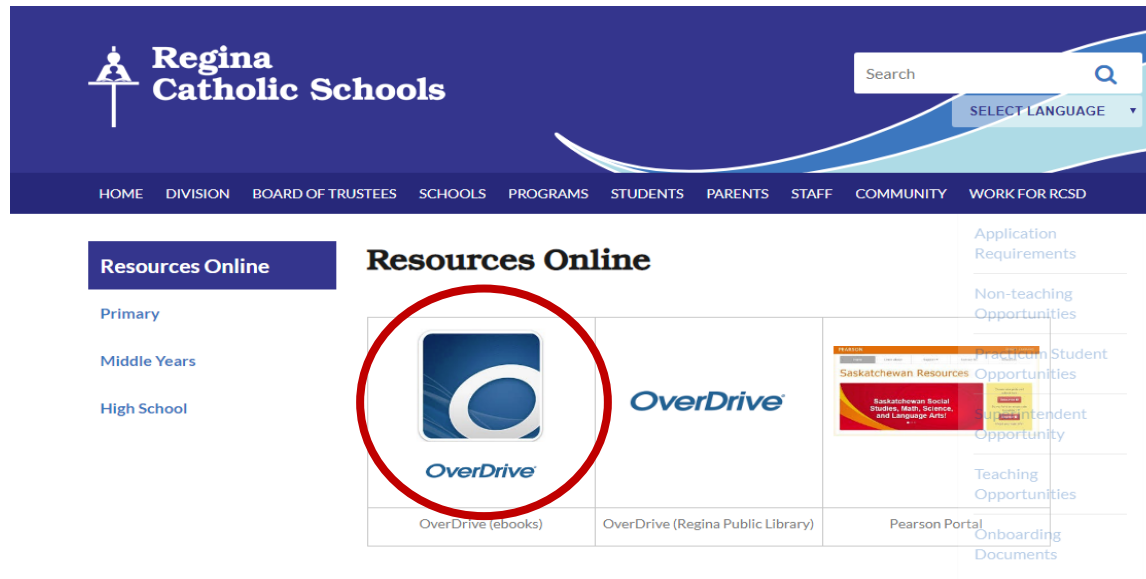 Regina
Catholic Schools
Search
SELECT LANGUAGE
HOME DIVISION BOARD OF TRUSTEES SCHOOLS PROGRAMS STUDENTS PARENTS STAFF COMMUNITY WORK FOR RCSD
Resources Online
Primary
Middle Years
High School
Resources Online
OverDrive
OverDrive
PEARSON
Saskatchewan Resources
Saskatchewan Social
Studies, Math, Science,
and Language Arts!
OverDrive (ebooks) OverDrive (Regina Public Library) Pearson Portal
Application
Requirements
Non-teaching
Opportunities
Practicum Student
Opportunities
Superintendent
Opportunity
Teaching
Opportunities
Onboarding
Documents